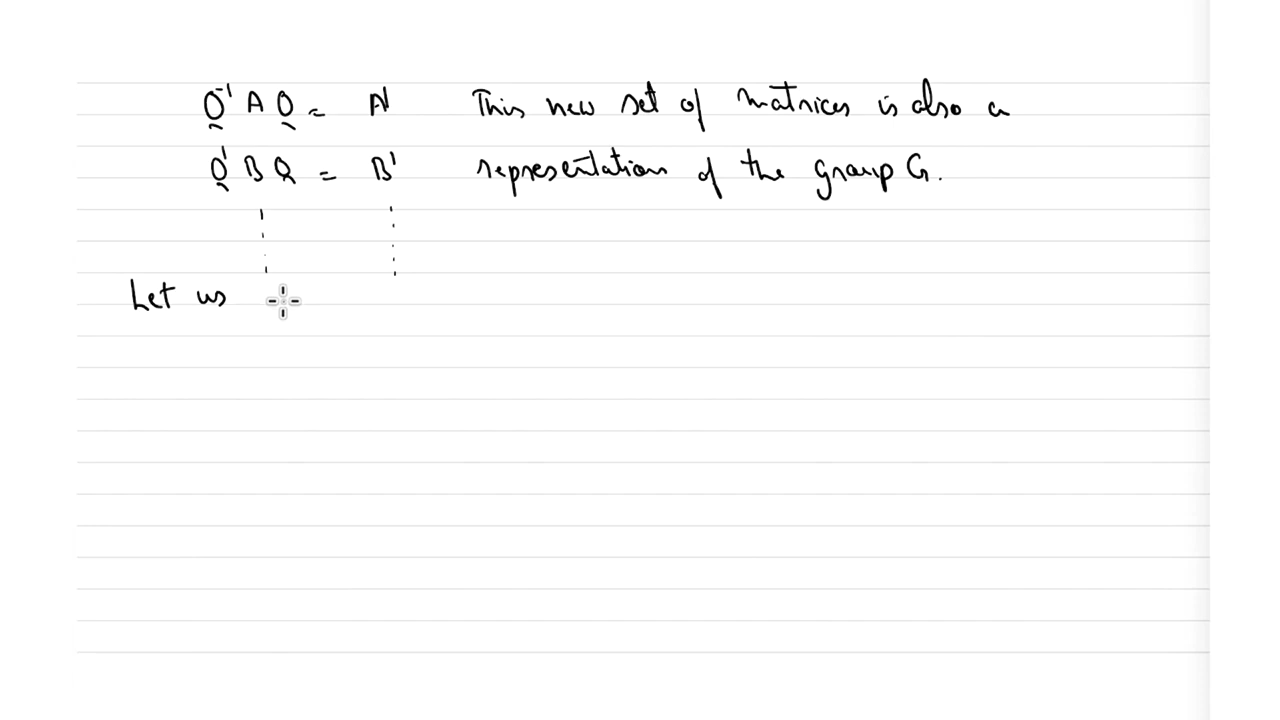 Q⁻¹ A Q = A' This new set of matrices is also a
Q⁻¹ B Q = B' representation of the group G.
Let us